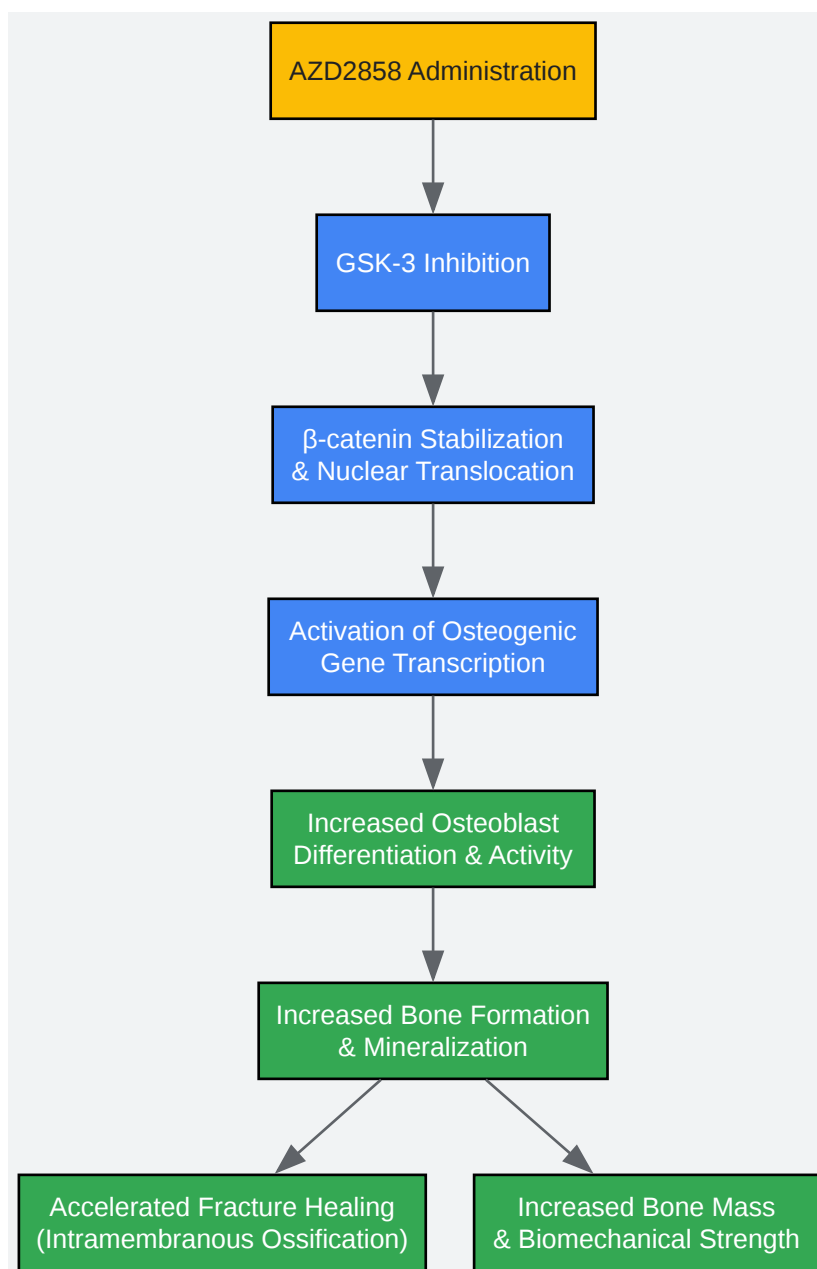 AZD2858 Administration
GSK-3 Inhibition
β-catenin Stabilization
& Nuclear Translocation
Activation of Osteogenic
Gene Transcription
Increased Osteoblast
Differentiation & Activity
Increased Bone Formation
& Mineralization
Accelerated Fracture Healing
(Intramembranous Ossification)
Increased Bone Mass
& Biomechanical Strength